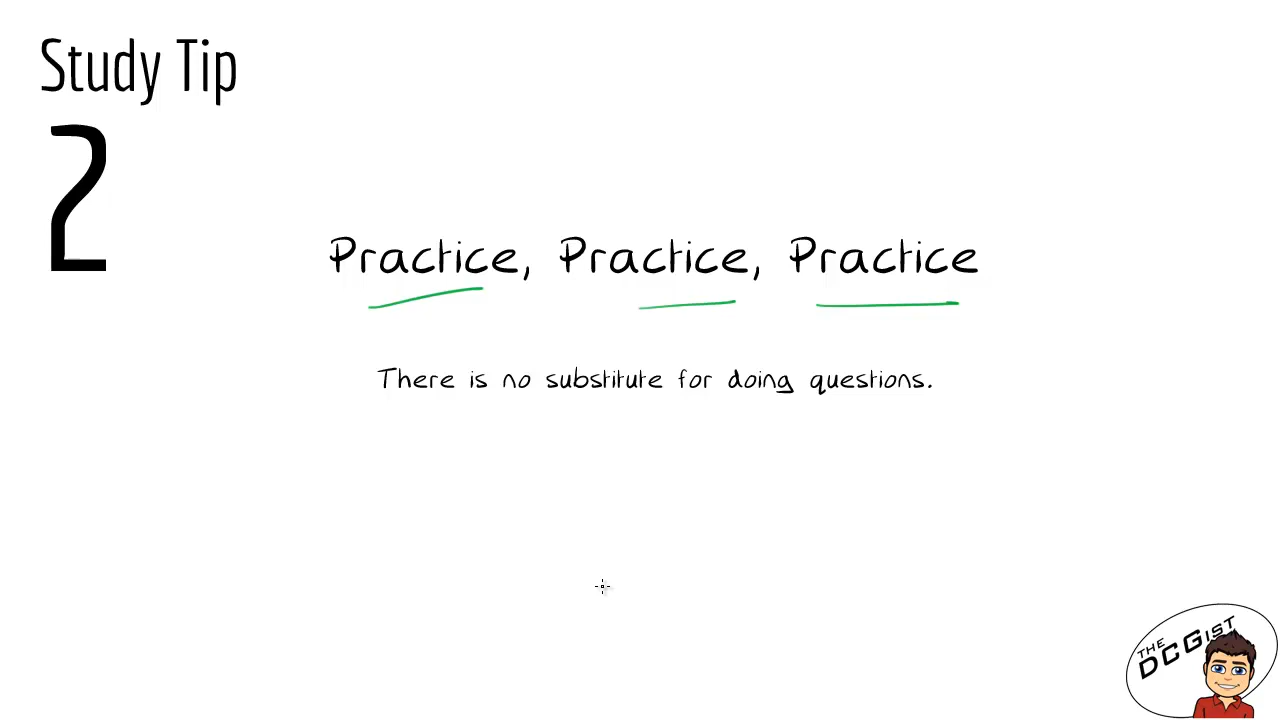 Study Tip
2
Practice, Practice, Practice
There is no substitute for doing questions.
THE
DCGIST